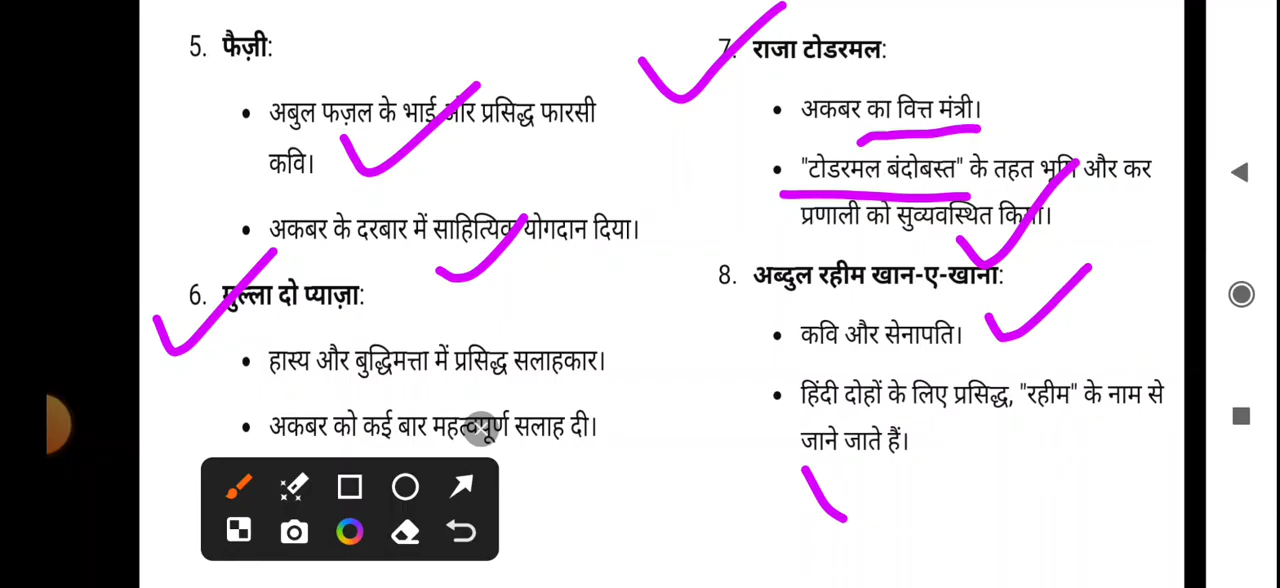 5. फैज़ी:
• अबुल फज़ल के भाई और प्रसिद्ध फारसी
कवि।
• अकबर के दरबार में साहित्यिक योगदान दिया।
6. मुल्ला दो प्याज़ा:
• हास्य और बुद्धिमत्ता में प्रसिद्ध सलाहकार।
• अकबर को कई बार महत्वपूर्ण सलाह दी।
7. राजा टोडरमल:
• अकबर का वित्त मंत्री।
• "टोडरमल बंदोबस्त" के तहत भूमि और कर
प्रणाली को सुव्यवस्थित किया।
8. अब्दुल रहीम खान-ए-खाना:
• कवि और सेनापति।
• हिंदी दोहों के लिए प्रसिद्ध, "रहीम" के नाम से
जाने जाते हैं।